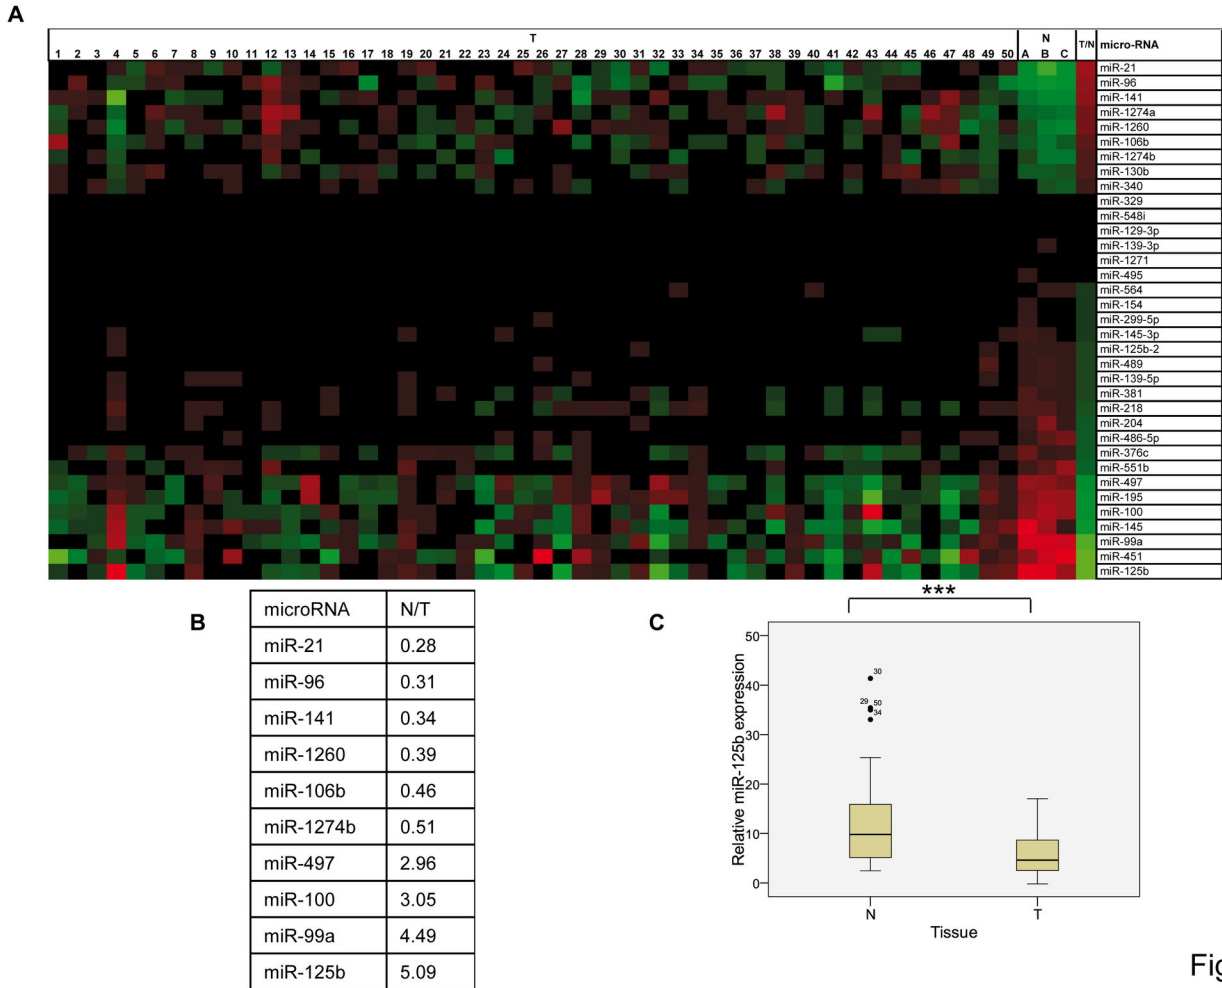 A
T N
T/N micro-RNA
1 2 3 4 5 6 7 8 9 10 11 12 13 14 15 16 17 18 19 20 21 22 23 24 25 26 27 28 29 30 31 32 33 34 35 36 37 38 39 40 41 42 43 44 45 46 47 48 49 50 A B C
miR-21
miR-96
miR-141
miR-1274a
miR-1260
miR-106b
miR-1274b
miR-130b
miR-340
miR-329
miR-548i
miR-129-3p
miR-139-3p
miR-1271
miR-495
miR-564
miR-154
miR-299-5p
miR-145-3p
miR-125b-2
miR-489
miR-139-5p
miR-381
miR-218
miR-204
miR-486-5p
miR-376c
miR-551b
miR-497
miR-195
miR-100
miR-145
miR-99a
miR-451
miR-125b
B
microRNA N/T
miR-21 0.28
miR-96 0.31
miR-141 0.34
miR-1260 0.39
miR-106b 0.46
miR-1274b 0.51
miR-497 2.96
miR-100 3.05
miR-99a 4.49
miR-125b 5.09
C
***
Relative miR-125b expression
50
40
30
20
10
0
30
29 50
34
N T
Tissue
Fig